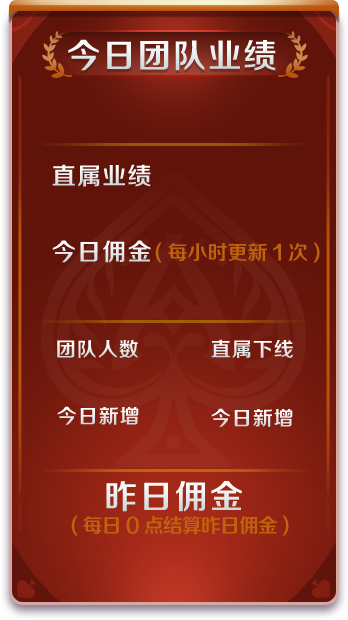 今日团队业绩
直属业绩
今日佣金(每小时更新1次)
团队人数 直属下线
今日新增 今日新增
昨日佣金
(每日0点结算昨日佣金)